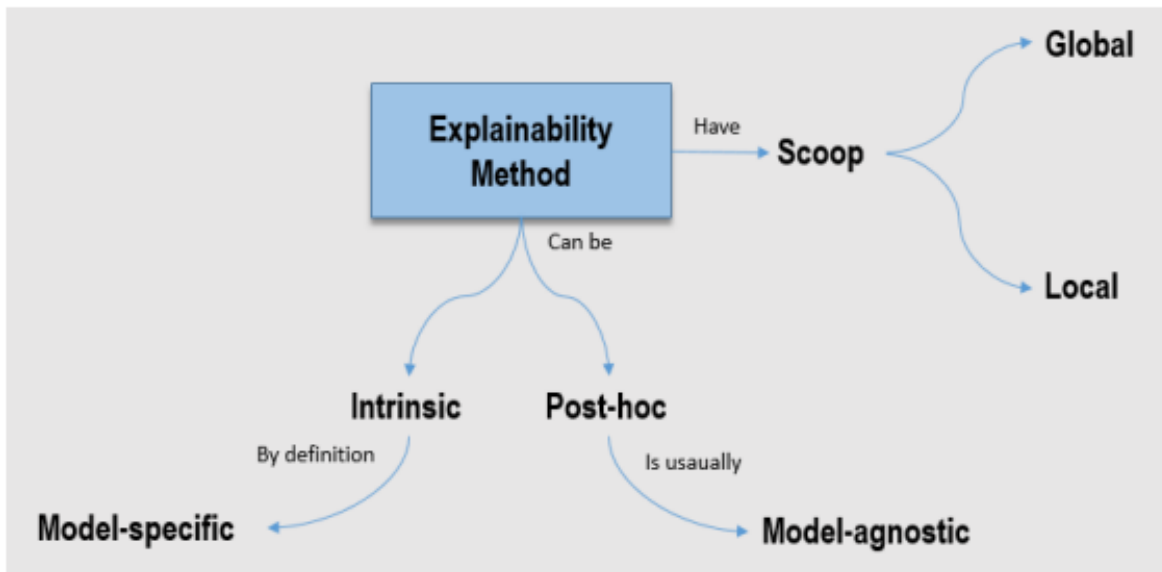 Global
Explainability
Method
Have
Scoop
Can be
Local
Intrinsic
Post-hoc
By definition
Is usaually
Model-specific
Model-agnostic